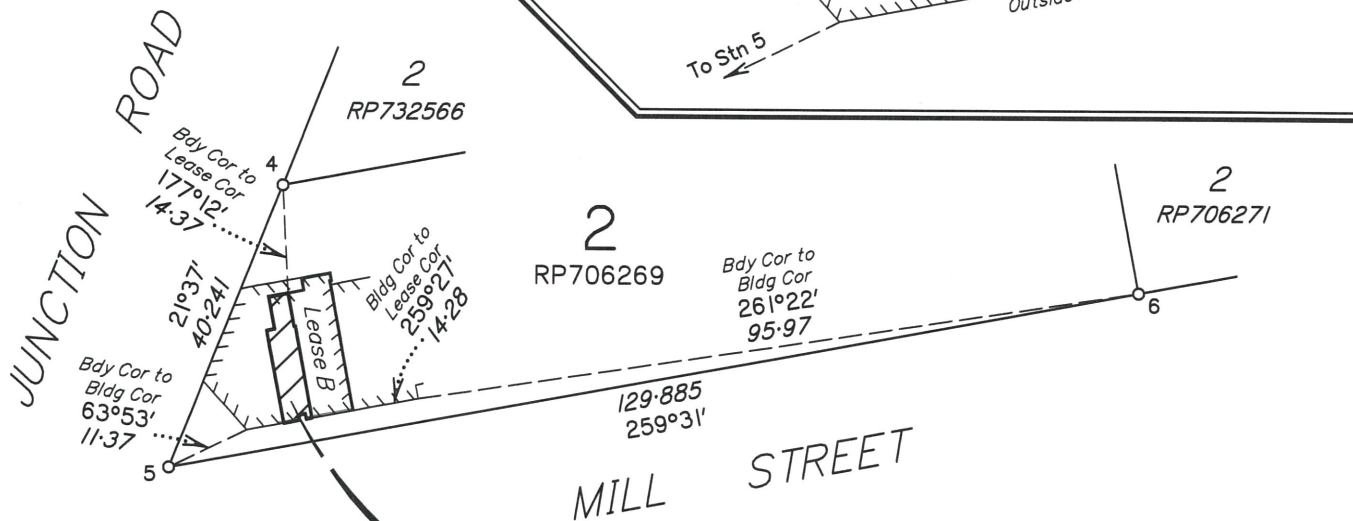 Outside
To Stn 5
2
RP732566
JUNCTION ROAD
Bdy Cor to
Lease Cor
177°12'
14·37
4
2
RP706269
2
RP706271
21°37'
40·241
Lease B
Bldg Cor to
Lease Cor
259°27'
14·28
Bdy Cor to
Bldg Cor
261°22'
95·97
6
Bdy Cor to
Bldg Cor
63°53'
11·37
5
129·885
259°31'
MILL STREET